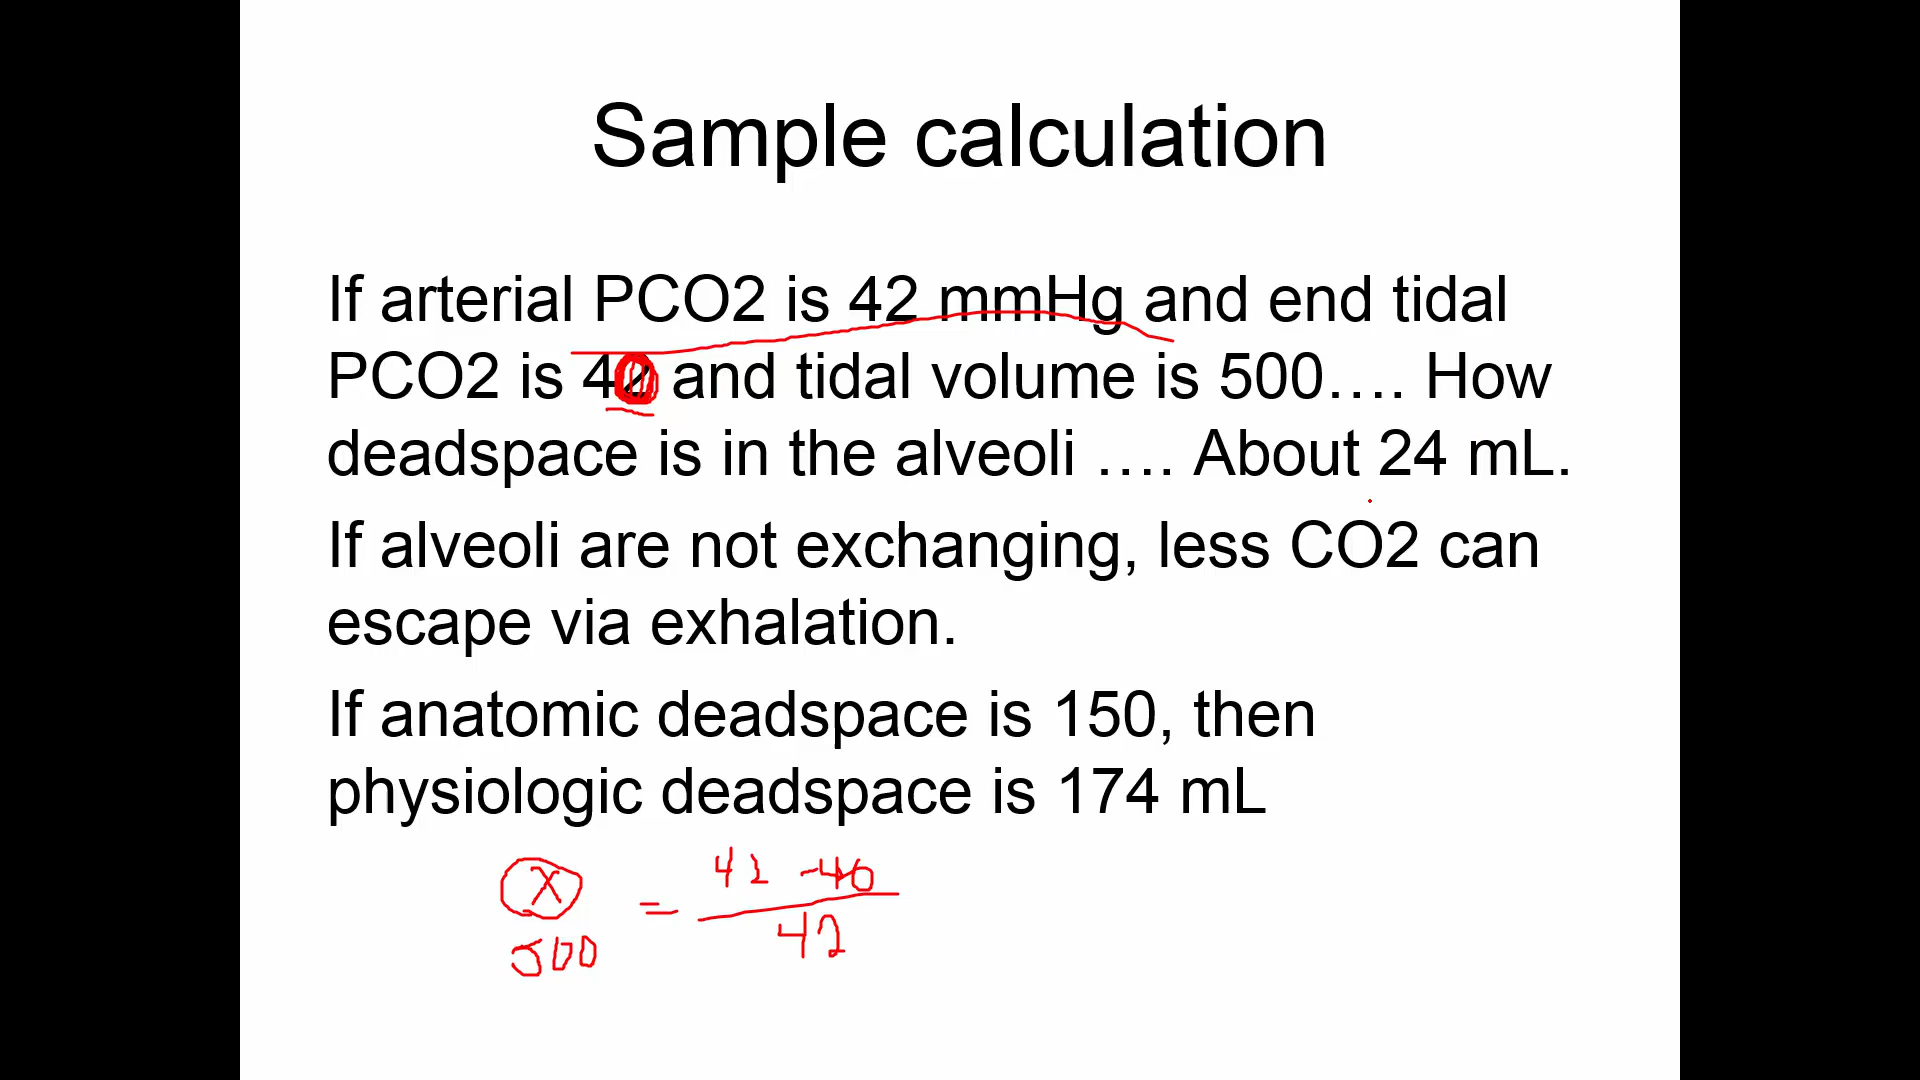 Sample calculation
If arterial PCO2 is 42 mmHg and end tidal
PCO2 is 40 and tidal volume is 500.... How
deadspace is in the alveoli .... About 24 mL.
If alveoli are not exchanging, less CO2 can
escape via exhalation.
If anatomic deadspace is 150, then
physiologic deadspace is 174 mL
X = 42 - 40
500 42